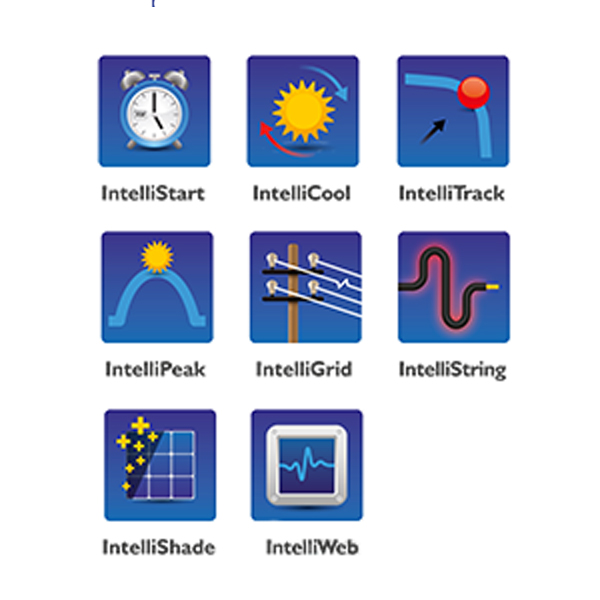 IntelliStart IntelliCool IntelliTrack
IntelliPeak IntelliGrid IntelliString
IntelliShade IntelliWeb